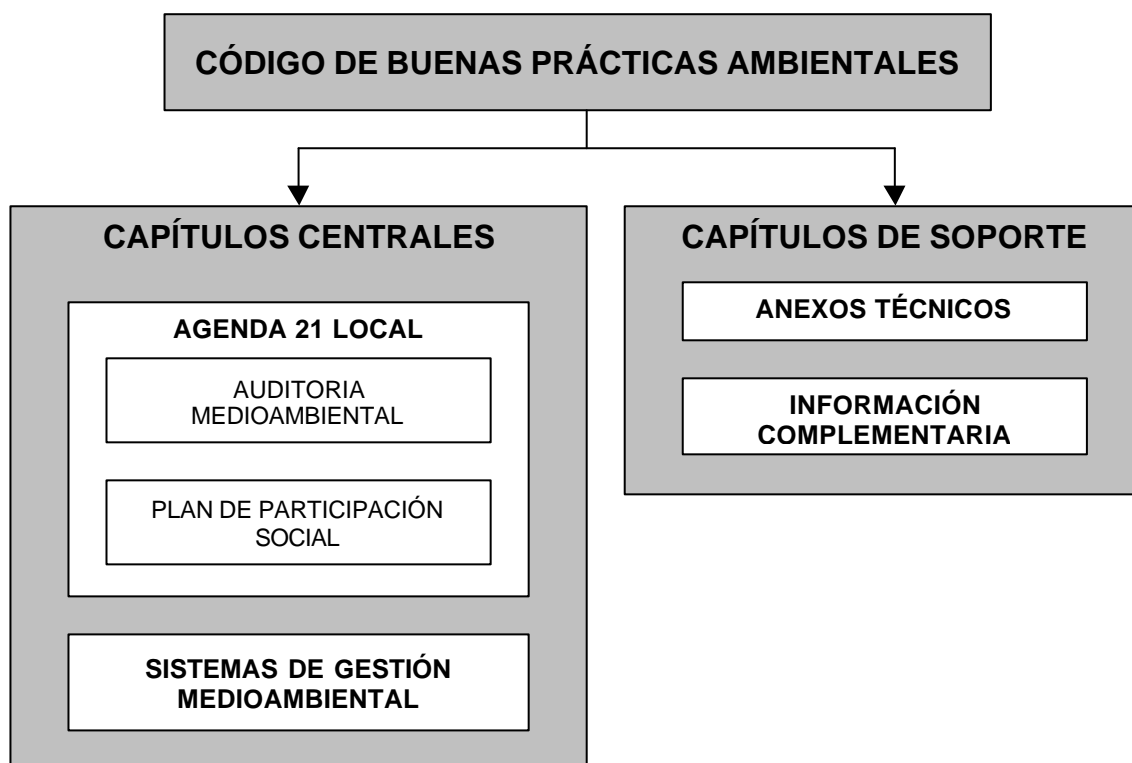 CÓDIGO DE BUENAS PRÁCTICAS AMBIENTALES
CAPÍTULOS CENTRALES
AGENDA 21 LOCAL
AUDITORIA
MEDIOAMBIENTAL
PLAN DE PARTICIPACIÓN
SOCIAL
SISTEMAS DE GESTIÓN
MEDIOAMBIENTAL
CAPÍTULOS DE SOPORTE
ANEXOS TÉCNICOS
INFORMACIÓN
COMPLEMENTARIA